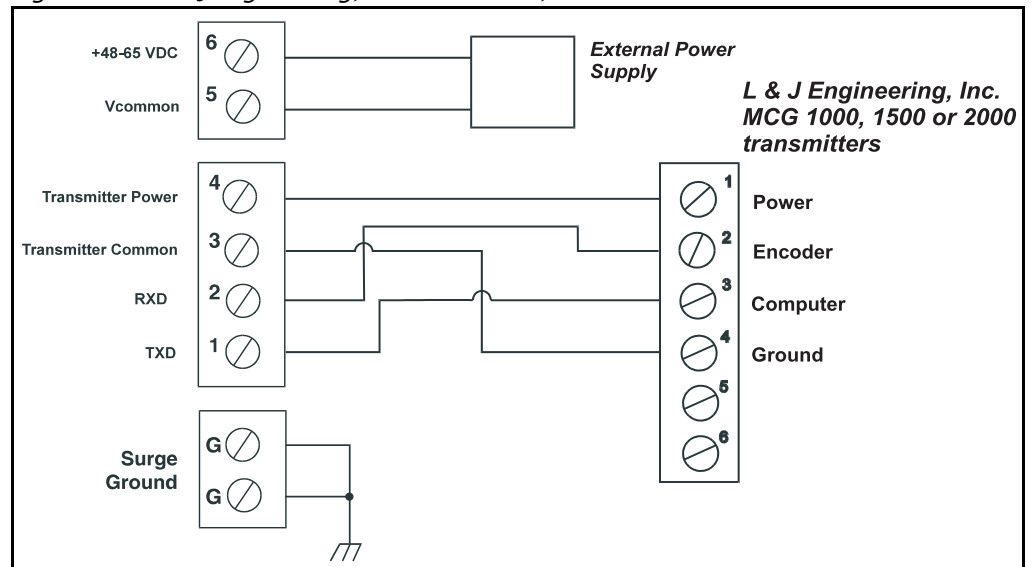 +48-65 VDC
6
Vcommon
5
External Power
Supply
L & J Engineering, Inc.
MCG 1000, 1500 or 2000
transmitters
Transmitter Power
4
Transmitter Common
3
RXD
2
TXD
1
1
Power
2
Encoder
3
Computer
4
Ground
5
6
Surge
Ground
G
G